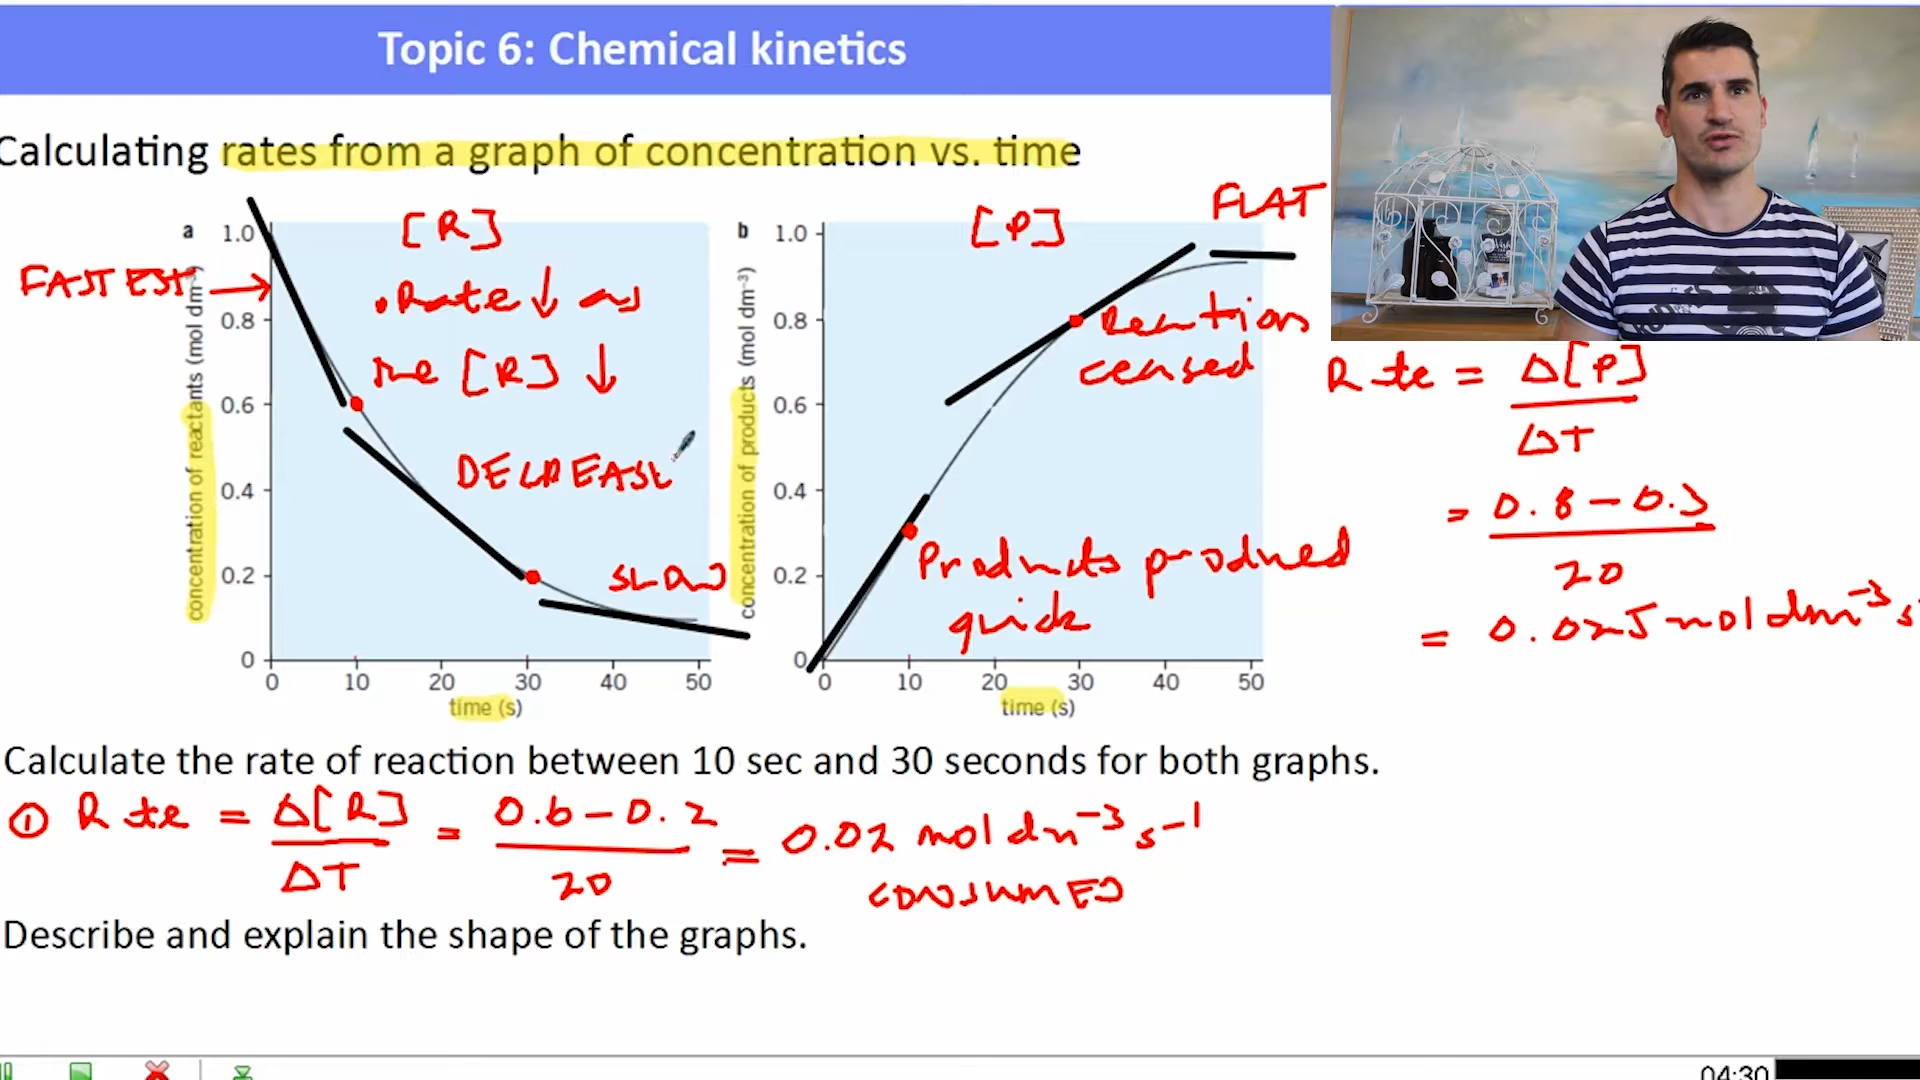 Topic 6: Chemical kinetics
Calculating rates from a graph of concentration vs. time
a
concentration of reactants (mol dm⁻³)
1.0
0.8
0.6
0.4
0.2
0
0 10 20 30 40 50
time (s)
FASTEST →
[R]
.Rate ↓ as
the [R] ↓
DECREASE
SLOW
b
concentration of products (mol dm⁻³)
1.0
0.8
0.6
0.4
0.2
0
0 10 20 30 40 50
time (s)
[P]
FLAT
Reaction
ceased
Products produced
quick
Rate = Δ[P]
ΔT
= 0.8 - 0.3
20
= 0.025 mol dm⁻³ s
Calculate the rate of reaction between 10 sec and 30 seconds for both graphs.
① Rate = Δ[R] = 0.6 - 0.2 = 0.02 mol dm⁻³ s⁻¹
ΔT 20
CONSUMED
Describe and explain the shape of the graphs.
04:30